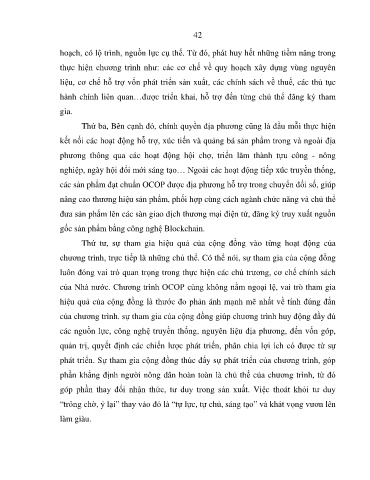 42
hoạch, có lộ trình, nguồn lực cụ thể. Từ đó, phát huy hết những tiềm năng trong
thực hiện chương trình như: các cơ chế về quy hoạch xây dựng vùng nguyên
liệu, cơ chế hỗ trợ vốn phát triển sản xuất, các chính sách về thuế, các thủ tục
hành chính liên quan…được triển khai, hỗ trợ đến từng chủ thể đăng ký tham
gia.
Thứ ba, Bên cạnh đó, chính quyền địa phương cũng là đầu mối thực hiện
kết nối các hoạt động hỗ trợ, xúc tiến và quảng bá sản phẩm trong và ngoài địa
phương thông qua các hoạt động hội chợ, triển lãm thành tựu công - nông
nghiệp, ngày hội đổi mới sáng tạo… Ngoài các hoạt động tiếp xúc truyền thống,
các sản phẩm đạt chuẩn OCOP được địa phương hỗ trợ trong chuyển đổi số, giúp
nâng cao thương hiệu sản phẩm, phối hợp cùng cách ngành chức năng và chủ thể
đưa sản phẩm lên các sàn giao dịch thương mại điện tử, đăng ký truy xuất nguồn
gốc sản phẩm bằng công nghệ Blockchain.
Thứ tư, sự tham gia hiệu quả của cộng đồng vào từng hoạt động của
chương trình, trực tiếp là những chủ thể. Có thể nói, sự tham gia của cộng đồng
luôn đóng vai trò quan trọng trong thực hiện các chủ trương, cơ chế chính sách
của Nhà nước. Chương trình OCOP cũng không nằm ngoại lệ, vai trò tham gia
hiệu quả của cộng đồng là thước đo phản ánh mạnh mẽ nhất về tính đúng đắn
của chương trình. sự tham gia của cộng đồng giúp chương trình huy động đầy đủ
các nguồn lực, công nghệ truyền thống, nguyên liệu địa phương, đến vốn góp,
quản trị, quyết định các chiến lược phát triển, phân chia lợi ích có được từ sự
phát triển. Sự tham gia cộng đồng thúc đẩy sự phát triển của chương trình, góp
phần khẳng định người nông dân hoàn toàn là chủ thể của chương trình, từ đó
góp phần thay đổi nhận thức, tư duy trong sản xuất. Việc thoát khỏi tư duy
“trông chờ, ỷ lại” thay vào đó là “tự lực, tự chủ, sáng tạo” và khát vọng vươn lên
làm giàu.